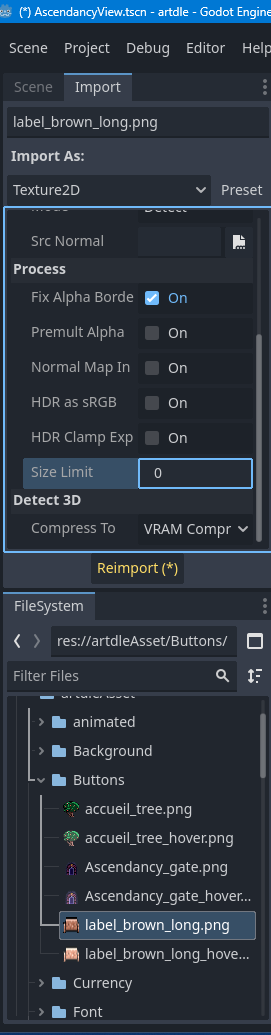 (*) AscendancyView.tscn - artdle - Godot Engine
Scene Project Debug Editor Help
Scene Import
label_brown_long.png
Import As:
Texture2D Preset
Src Normal
Process
Fix Alpha Borde On
Premult Alpha On
Normal Map In On
HDR as sRGB On
HDR Clamp Exp On
Size Limit 0
Detect 3D
Compress To VRAM Compr
Reimport (*)
FileSystem
res://artdleAsset/Buttons/
Filter Files
artdleAsset
animated
Background
Buttons
accueil_tree.png
accueil_tree_hover.png
Ascendancy_gate.png
Ascendancy_gate_hover...
label_brown_long.png
label_brown_long_hove...
Currency
Font